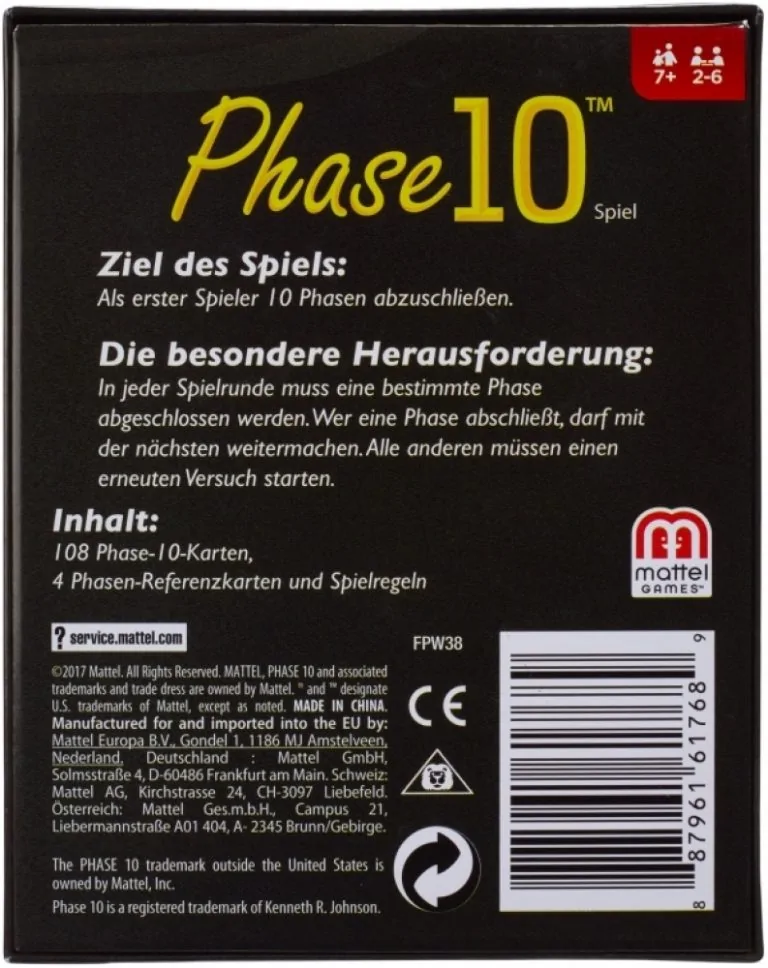 7+ 2-6
Phase 10™
Spiel
Ziel des Spiels:
Als erster Spieler 10 Phasen abzuschließen.
Die besondere Herausforderung:
In jeder Spielrunde muss eine bestimmte Phase
abgeschlossen werden. Wer eine Phase abschließt, darf mit
der nächsten weitermachen. Alle anderen müssen einen
erneuten Versuch starten.
Inhalt:
108 Phase-10-Karten,
4 Phasen-Referenzkarten und Spielregeln
mattel
GAMES™
? service.mattel.com
FPW38
©2017 Mattel. All Rights Reserved. MATTEL, PHASE 10 and associated
trademarks and trade dress are owned by Mattel. ® and ™ designate
U.S. trademarks of Mattel, except as noted. MADE IN CHINA.
Manufactured for and imported into the EU by:
Mattel Europa B.V., Gondel 1, 1186 MJ Amstelveen,
Nederland. Deutschland : Mattel GmbH,
Solmsstraße 4, D-60486 Frankfurt am Main. Schweiz:
Mattel AG, Kirchstrasse 24, CH-3097 Liebefeld.
Österreich: Mattel Ges.m.b.H., Campus 21,
Liebermannstraße A01 404, A- 2345 Brunn/Gebirge.
CE
The PHASE 10 trademark outside the United States is
owned by Mattel, Inc.
Phase 10 is a registered trademark of Kenneth R. Johnson.
8 87961 61768 9